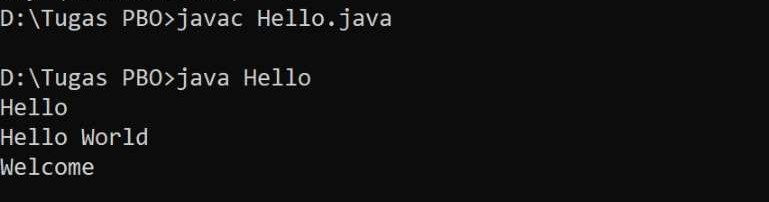 D:\Tugas PBO>javac Hello.java
D:\Tugas PBO>java Hello
Hello
Hello World
Welcome